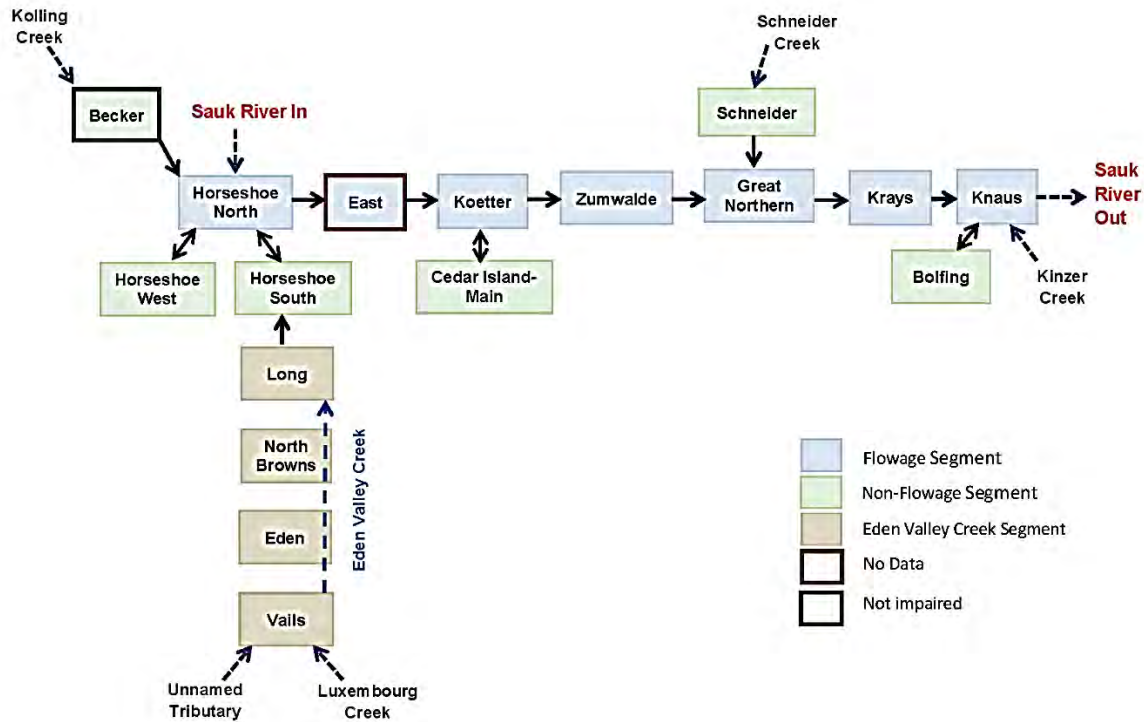 Kolling
Creek
Schneider
Creek
Becker
Sauk River In
Schneider
Horseshoe
North
East
Koetter
Zumwalde
Great
Northern
Krays
Knaus
Sauk
River
Out
Horseshoe
West
Horseshoe
South
Cedar Island-
Main
Bolfing
Kinzer
Creek
Long
North
Browns
Eden
Vails
Eden Valley Creek
Unnamed
Tributary
Luxembourg
Creek
Flowage Segment
Non-Flowage Segment
Eden Valley Creek Segment
No Data
Not impaired